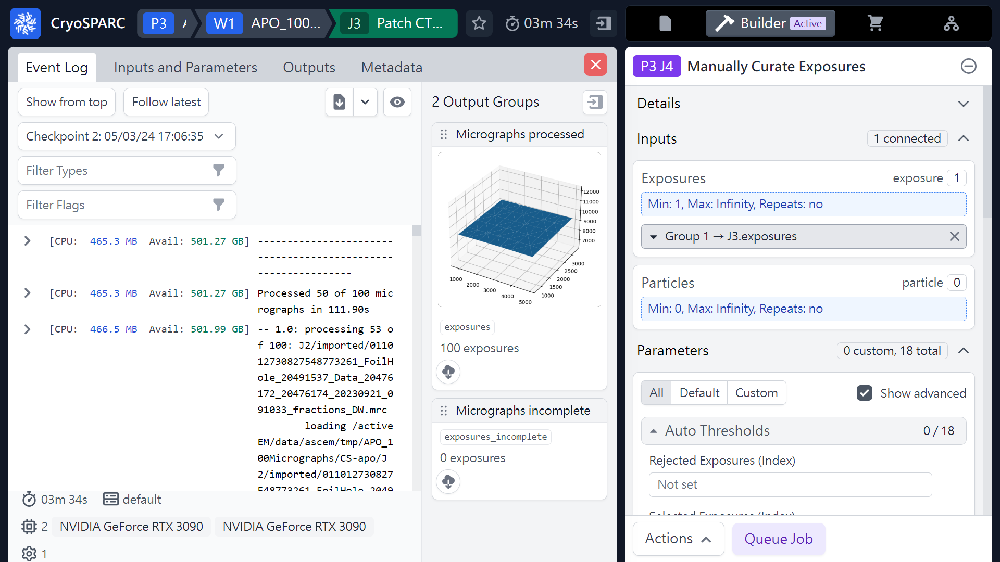 CryoSPARC
P3
W1 APO_100...
J3 Patch CT...
03m 34s
Builder Active
Event Log
Inputs and Parameters
Outputs
Metadata
Show from top
Follow latest
Checkpoint 2: 05/03/24 17:06:35
Filter Types
Filter Flags
[CPU: 465.3 MB Avail: 501.27 GB] -----------------------
-----------------------
----------------
[CPU: 465.3 MB Avail: 501.27 GB] Processed 50 of 100 mic
rographs in 111.90s
[CPU: 466.5 MB Avail: 501.99 GB] -- 1.0: processing 53 o
f 100: J2/imported/0110
12730827548773261_FoilH
ole_20491537_Data_20476
172_20476174_20230921_0
91033_fractions_DW.mrc
loading /active
EM/data/ascem/tmp/APO_1
00Micrographs/CS-apo/J
2/imported/011012730827
548773261_FoilHole_2049
03m 34s default
2 NVIDIA GeForce RTX 3090 NVIDIA GeForce RTX 3090
1
2 Output Groups
Micrographs processed
12000
11000
10000
9000
8000
7000
3000
2500
2000
1500
1000
1000
2000
3000
4000
5000
exposures
100 exposures
Micrographs incomplete
exposures_incomplete
0 exposures
P3 J4 Manually Curate Exposures
Details
Inputs 1 connected
Exposures exposure 1
Min: 1, Max: Infinity, Repeats: no
Group 1 → J3.exposures
Particles particle 0
Min: 0, Max: Infinity, Repeats: no
Parameters 0 custom, 18 total
All Default Custom Show advanced
Auto Thresholds 0 / 18
Rejected Exposures (Index)
Not set
Selected Exposures (Index)
Actions Queue Job